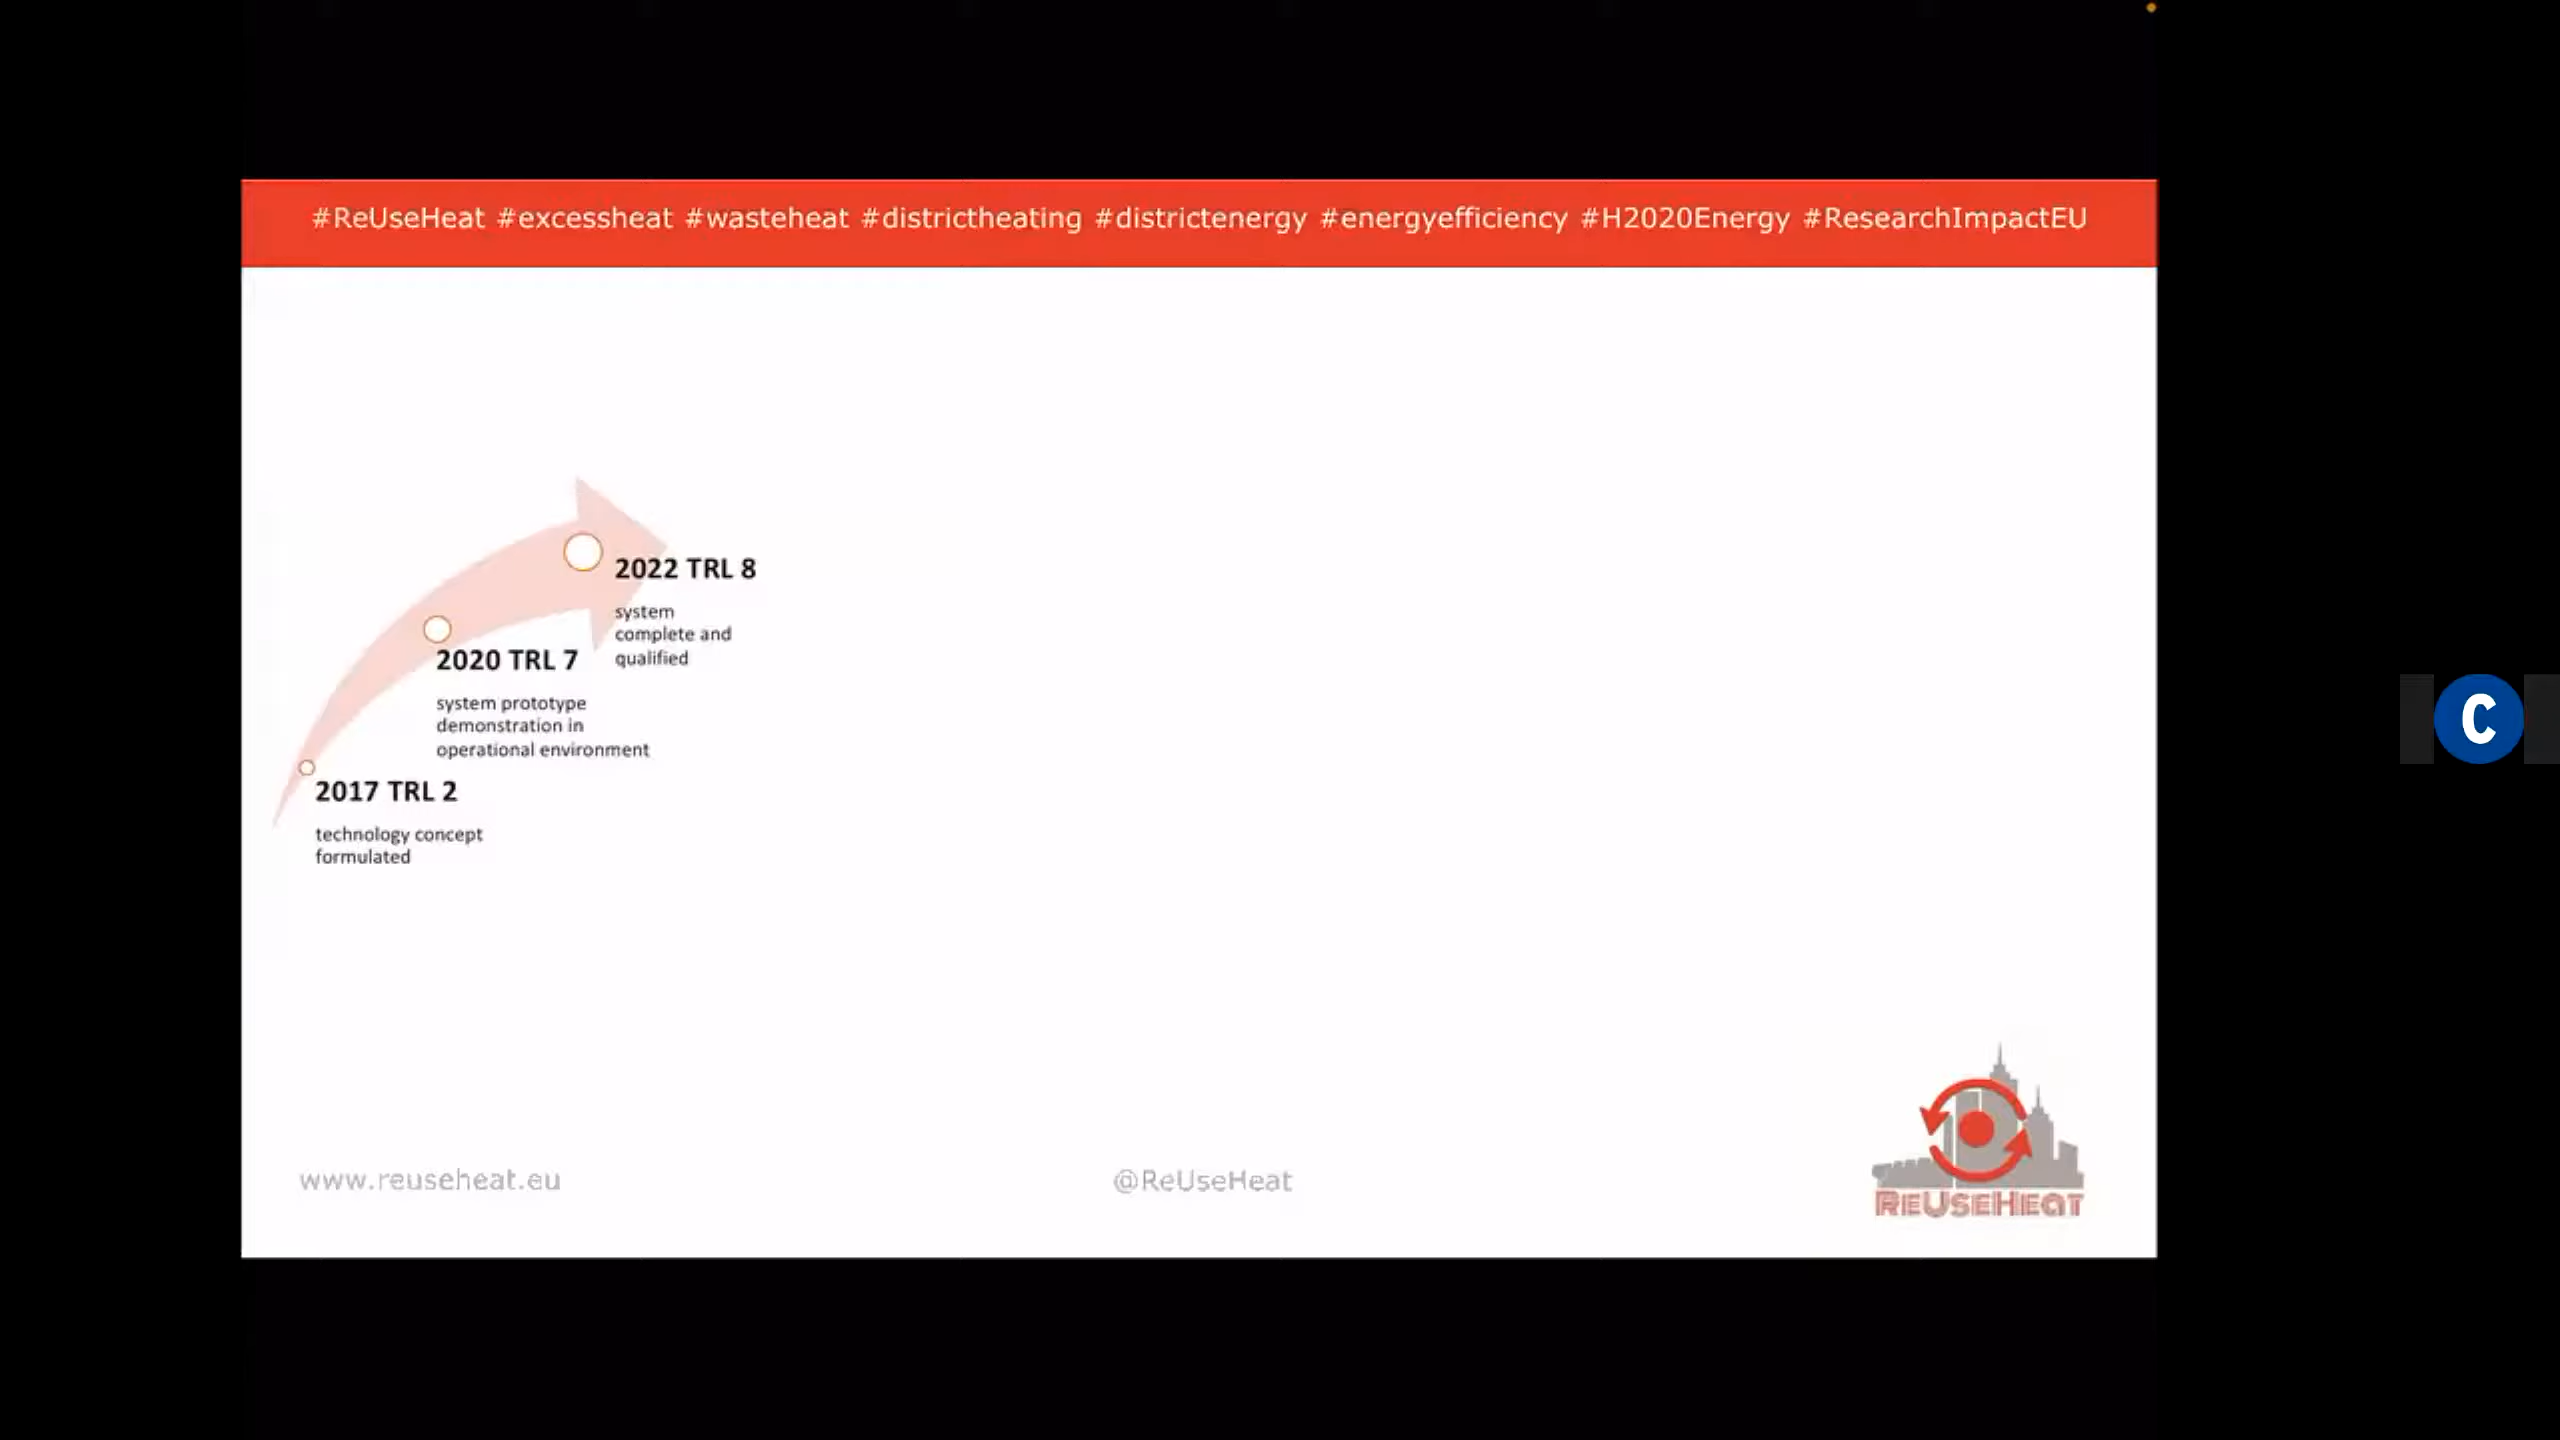 #ReUseHeat #excessheat #wasteheat #districtheating #districtenergy #energyefficiency #H2020Energy #ResearchImpactEU
2022 TRL 8
system
complete and
qualified
2020 TRL 7
system prototype
demonstration in
operational environment
2017 TRL 2
technology concept
formulated
www.reuseheat.eu
@ReUseHeat
REUSEHEAT
C